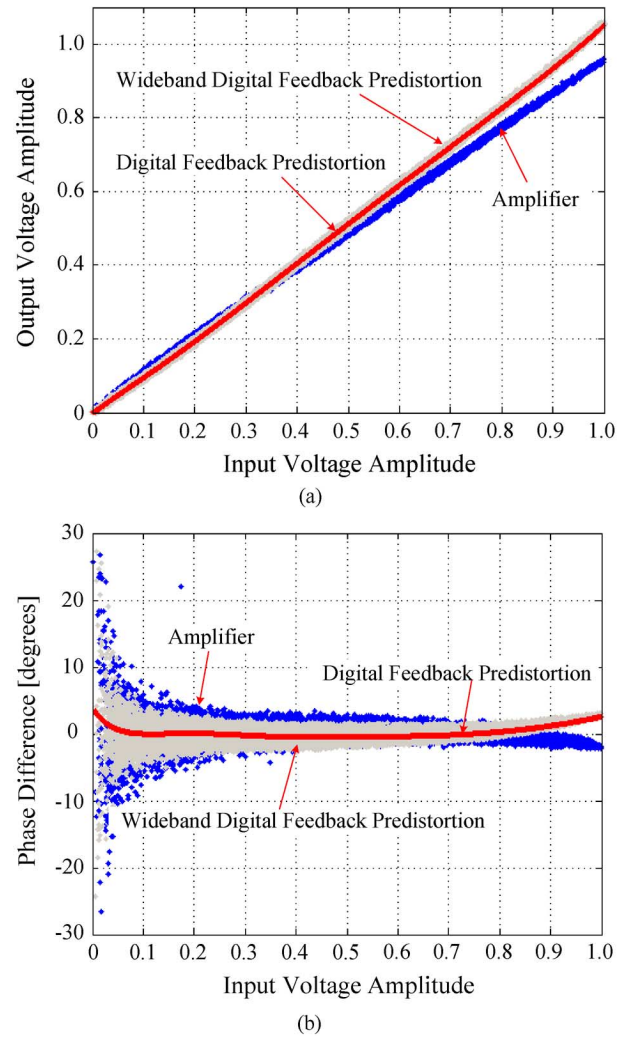 1.0
0.8
0.6
0.4
0.2
0
Output Voltage Amplitude
Wideband Digital Feedback Predistortion
Digital Feedback Predistortion
Amplifier
0 0.1 0.2 0.3 0.4 0.5 0.6 0.7 0.8 0.9 1.0
Input Voltage Amplitude
(a)
30
20
10
0
-10
-20
-30
Phase Difference [degrees]
Amplifier
Digital Feedback Predistortion
Wideband Digital Feedback Predistortion
0 0.1 0.2 0.3 0.4 0.5 0.6 0.7 0.8 0.9 1.0
Input Voltage Amplitude
(b)